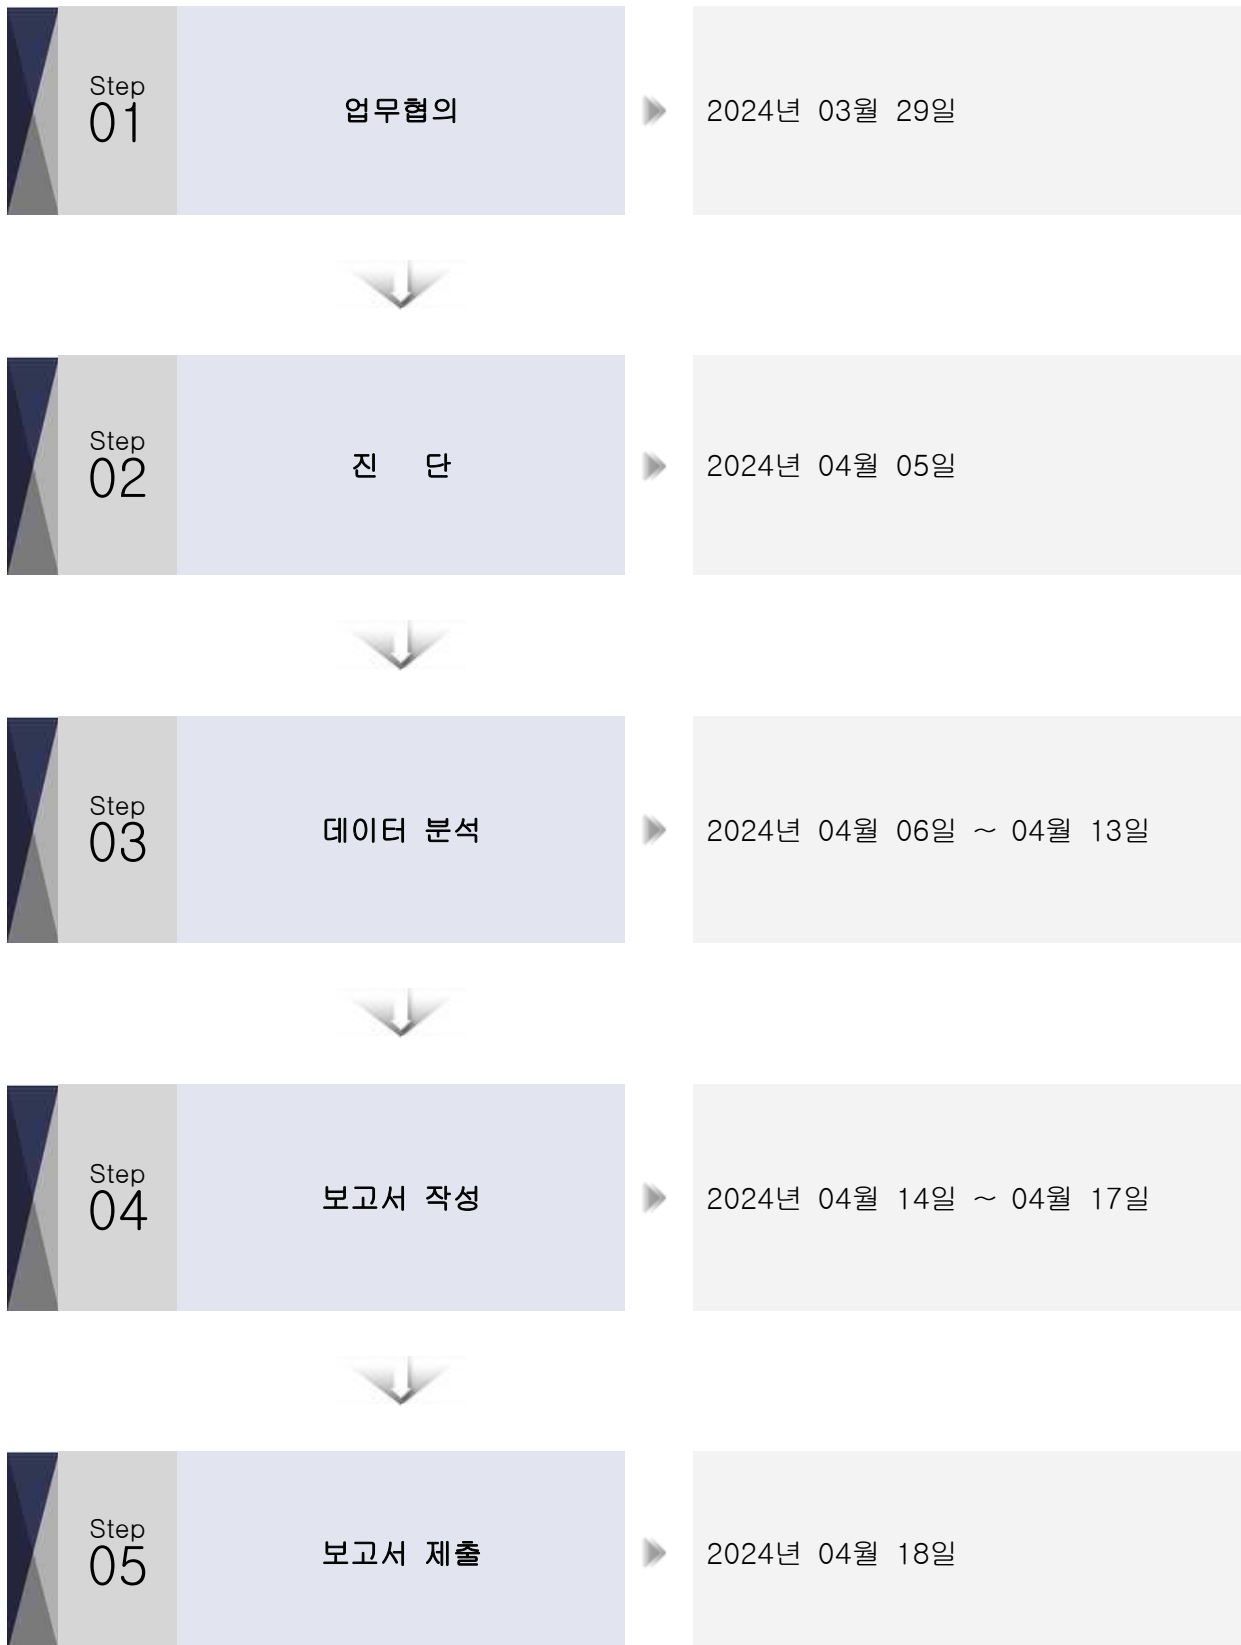 Step
01
업무협의
2024년 03월 29일
Step
02
진 단
2024년 04월 05일
Step
03
데이터 분석
2024년 04월 06일 ~ 04월 13일
Step
04
보고서 작성
2024년 04월 14일 ~ 04월 17일
Step
05
보고서 제출
2024년 04월 18일